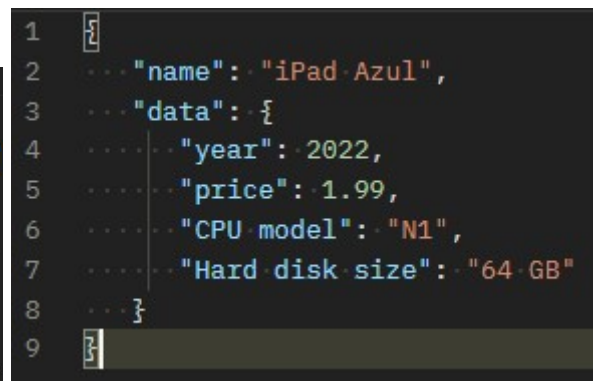 1 {
2 "name": "iPad Azul",
3 "data": {
4 "year": 2022,
5 "price": 1.99,
6 "CPU model": "N1",
7 "Hard disk size": "64 GB"
8 }
9 }